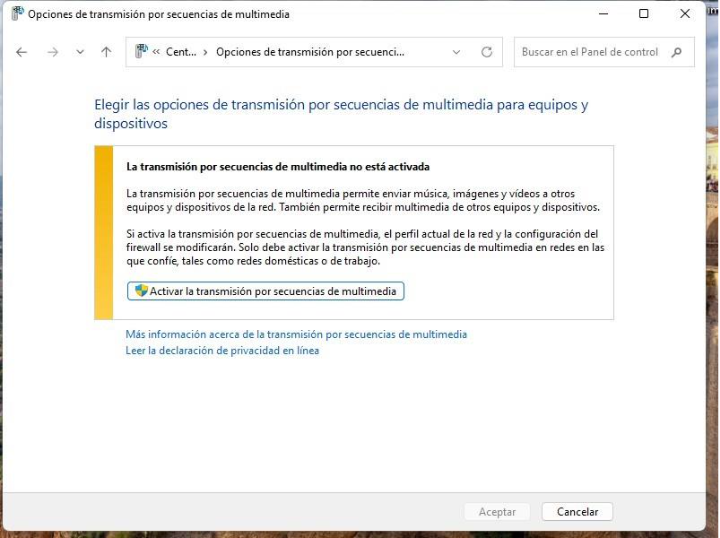 Opciones de transmisión por secuencias de multimedia
« Cent... › Opciones de transmisión por secuenci...
Buscar en el Panel de control
Elegir las opciones de transmisión por secuencias de multimedia para equipos y
dispositivos
La transmisión por secuencias de multimedia no está activada
La transmisión por secuencias de multimedia permite enviar música, imágenes y vídeos a otros
equipos y dispositivos de la red. También permite recibir multimedia de otros equipos y dispositivos.
Si activa la transmisión por secuencias de multimedia, el perfil actual de la red y la configuración del
firewall se modificarán. Solo debe activar la transmisión por secuencias de multimedia en redes en las
que confíe, tales como redes domésticas o de trabajo.
Activar la transmisión por secuencias de multimedia
Más información acerca de la transmisión por secuencias de multimedia
Leer la declaración de privacidad en línea
Aceptar
Cancelar